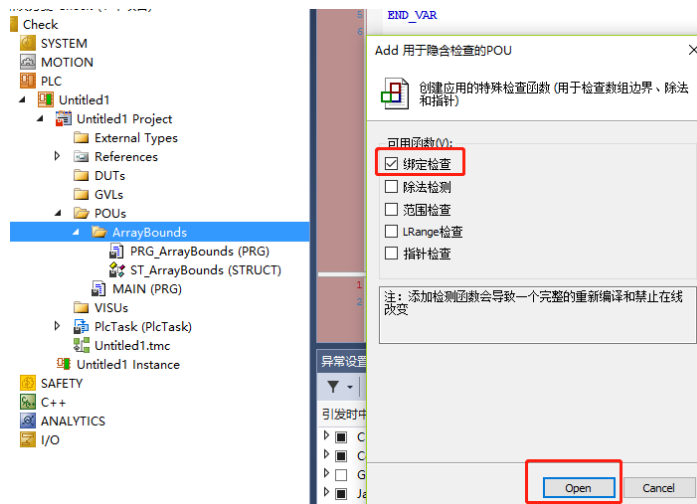 Check
SYSTEM
MOTION
PLC
Untitled1
Untitled1 Project
External Types
References
DUTs
GVLs
POUs
ArrayBounds
PRG_ArrayBounds (PRG)
ST_ArrayBounds (STRUCT)
MAIN (PRG)
VISUs
PlcTask (PlcTask)
Untitled1.tmc
Untitled1 Instance
SAFETY
C++
ANALYTICS
I/O
5 END_VAR
6
1
2
异常设置
引发时中
C
G
Add 用于隐含检查的POU
创建应用的特殊检查函数 (用于检查数组边界、除法
和指针)
可用函数(V):
绑定检查
除法检测
范围检查
LRange检查
指针检查
注：添加检测函数会导致一个完整的重新编译和禁止在线
改变
Open
Cancel